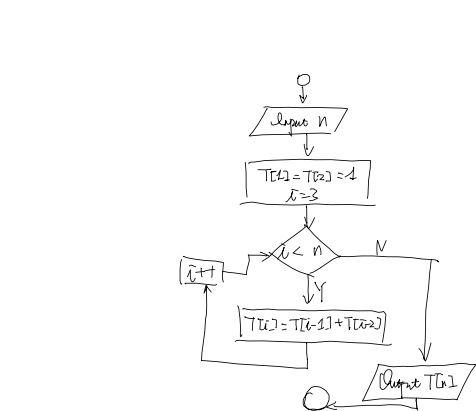 Input n
T[1]=T[2]=1
i=3
i < n
N
i++
Y
T[i]=T[i-1]+T[i-2]
Output T[n]